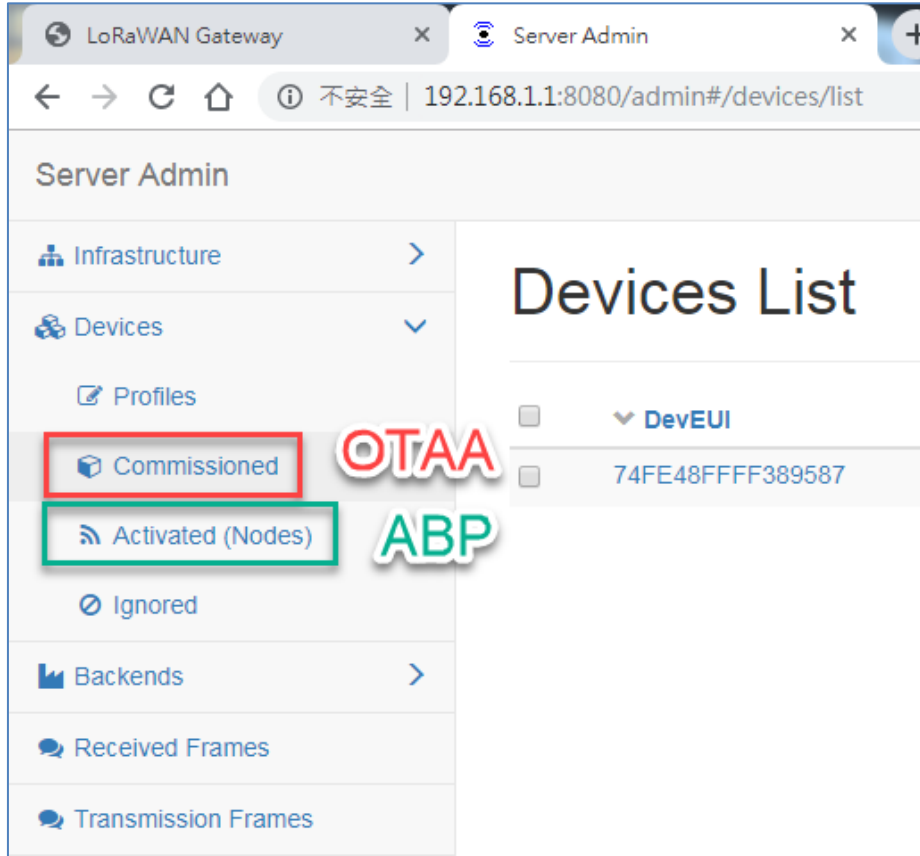 LoRaWAN Gateway
Server Admin
不安全 | 192.168.1.1:8080/admin#/devices/list
Server Admin
Infrastructure
Devices
Profiles
Commissioned
OTAA
Activated (Nodes)
ABP
Ignored
Backends
Received Frames
Transmission Frames
Devices List
DevEUI
74FE48FFFF389587